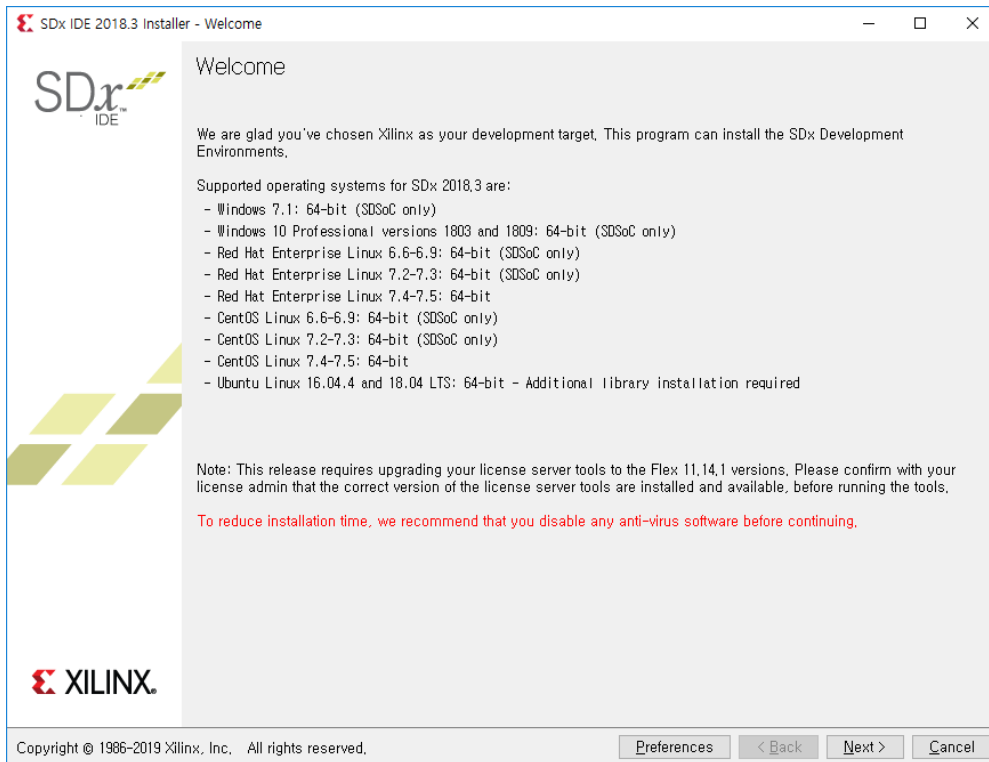 SDx IDE 2018.3 Installer - Welcome
SDx™
IDE
Welcome
We are glad you've chosen Xilinx as your development target. This program can install the SDx Development
Environments.
Supported operating systems for SDx 2018.3 are:
- Windows 7.1: 64-bit (SDSoC only)
- Windows 10 Professional versions 1803 and 1809: 64-bit (SDSoC only)
- Red Hat Enterprise Linux 6.6-6.9: 64-bit (SDSoC only)
- Red Hat Enterprise Linux 7.2-7.3: 64-bit (SDSoC only)
- Red Hat Enterprise Linux 7.4-7.5: 64-bit
- CentOS Linux 6.6-6.9: 64-bit (SDSoC only)
- CentOS Linux 7.2-7.3: 64-bit (SDSoC only)
- CentOS Linux 7.4-7.5: 64-bit
- Ubuntu Linux 16.04.4 and 18.04 LTS: 64-bit - Additional library installation required
Note: This release requires upgrading your license server tools to the Flex 11.14.1 versions. Please confirm with your
license admin that the correct version of the license server tools are installed and available, before running the tools.
To reduce installation time, we recommend that you disable any anti-virus software before continuing.
XILINX®
Copyright © 1986-2019 Xilinx, Inc. All rights reserved.
Preferences < Back Next > Cancel